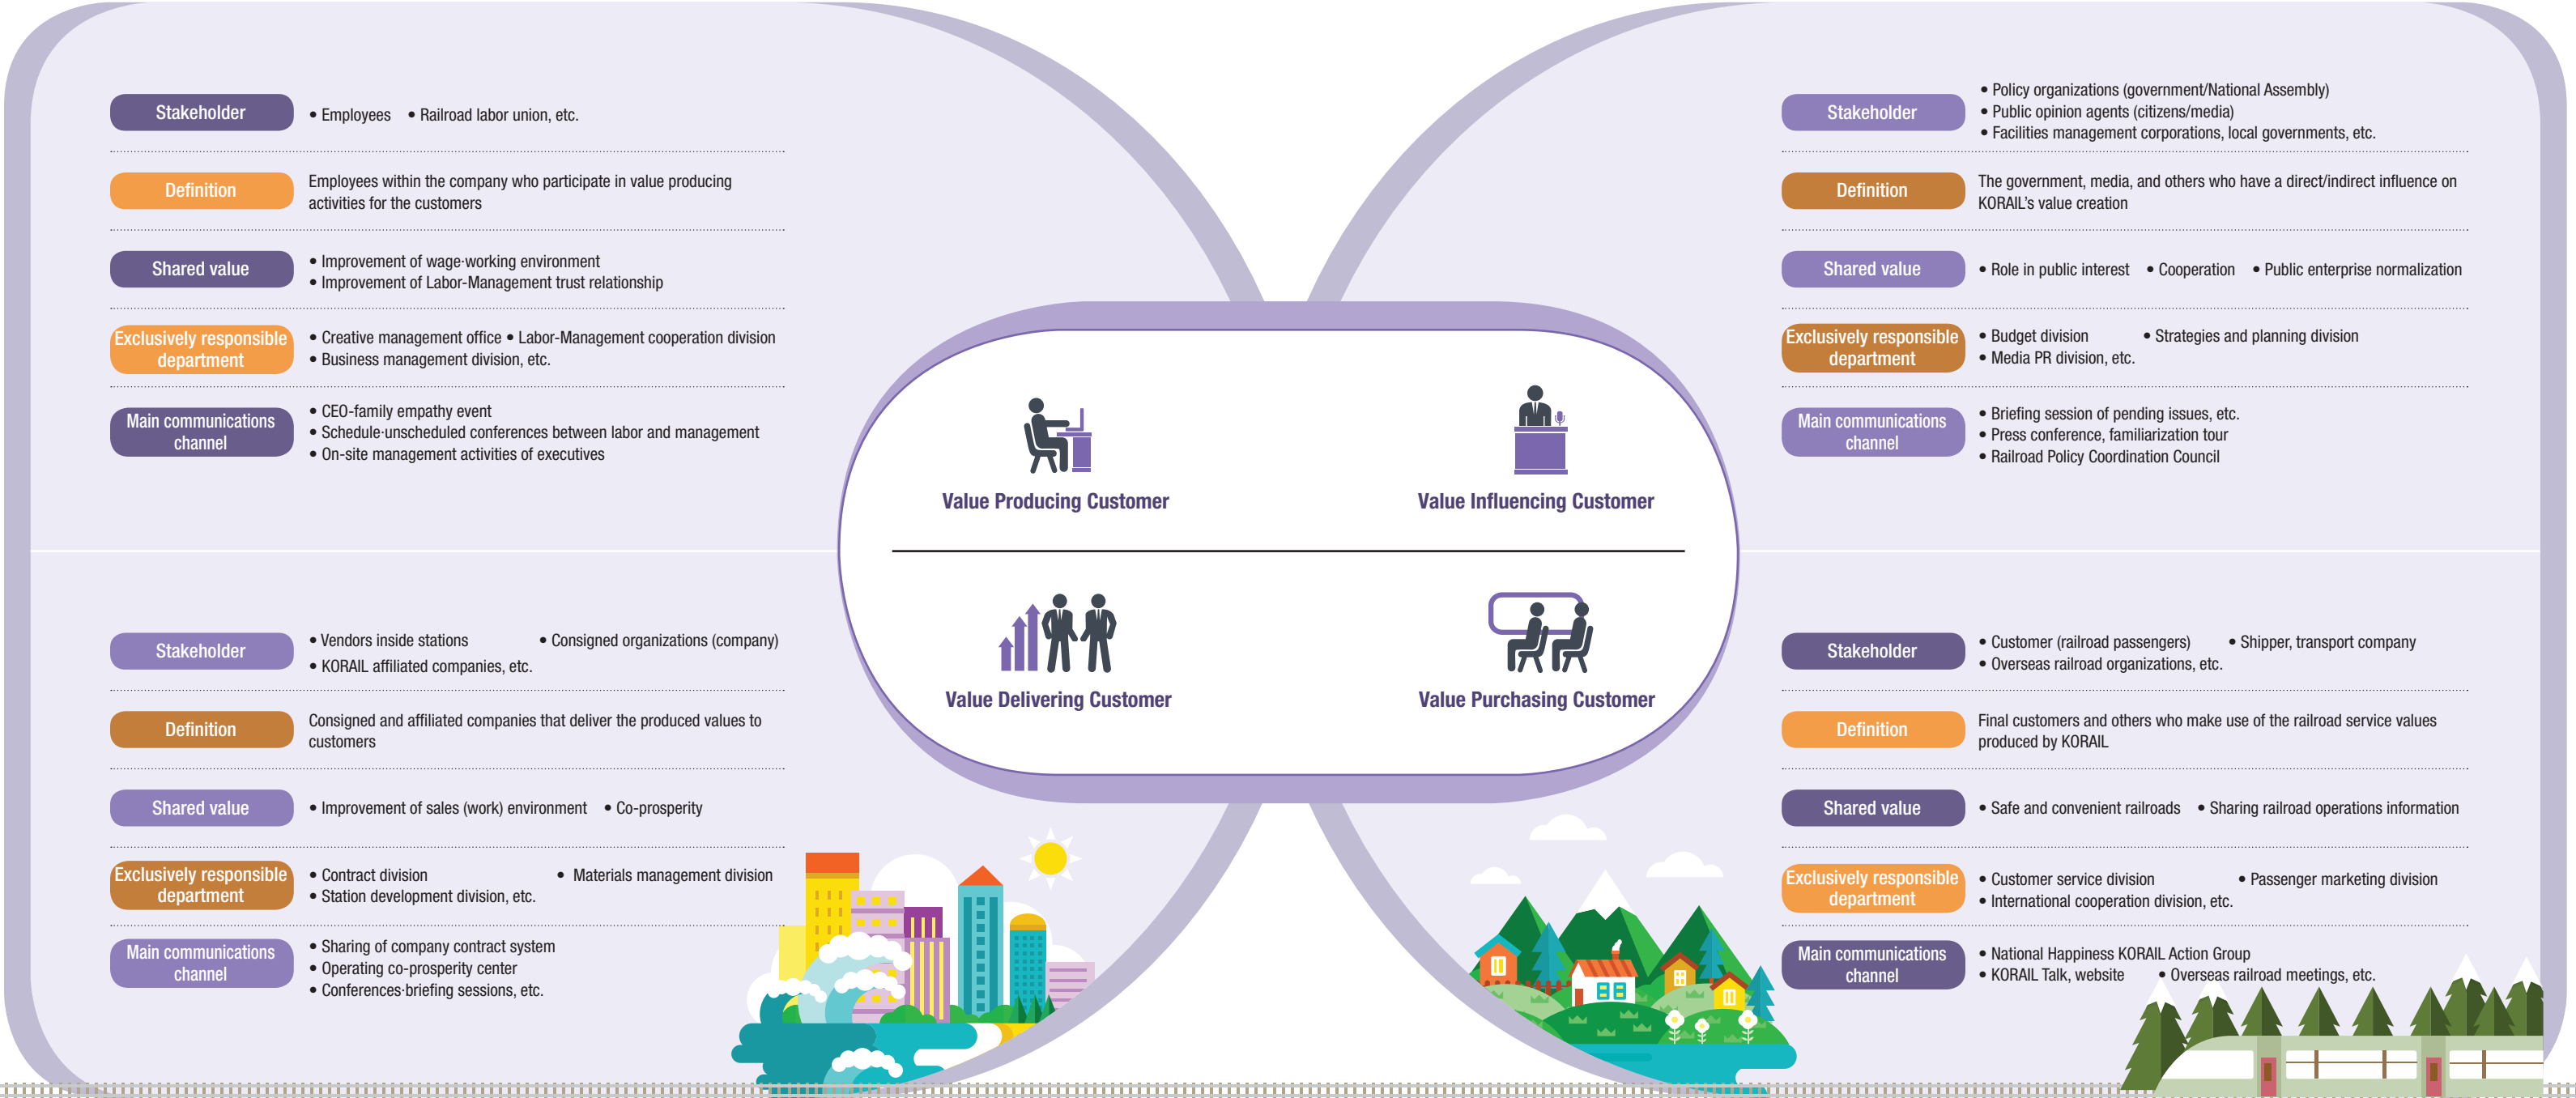 Stakeholder
• Employees • Railroad labor union, etc.
Definition
Employees within the company who participate in value producing
activities for the customers
Shared value
• Improvement of wage·working environment
• Improvement of Labor-Management trust relationship
Exclusively responsible
department
• Creative management office • Labor-Management cooperation division
• Business management division, etc.
Main communications
channel
• CEO-family empathy event
• Schedule·unscheduled conferences between labor and management
• On-site management activities of executives
Stakeholder
• Policy organizations (government/National Assembly)
• Public opinion agents (citizens/media)
• Facilities management corporations, local governments, etc.
Definition
The government, media, and others who have a direct/indirect influence on
KORAIL's value creation
Shared value
• Role in public interest • Cooperation • Public enterprise normalization
Exclusively responsible
department
• Budget division • Strategies and planning division
• Media PR division, etc.
Main communications
channel
• Briefing session of pending issues, etc.
• Press conference, familiarization tour
• Railroad Policy Coordination Council
Value Producing Customer
Value Influencing Customer
Value Delivering Customer
Value Purchasing Customer
Stakeholder
• Vendors inside stations • Consigned organizations (company)
• KORAIL affiliated companies, etc.
Definition
Consigned and affiliated companies that deliver the produced values to
customers
Shared value
• Improvement of sales (work) environment • Co-prosperity
Exclusively responsible
department
• Contract division • Materials management division
• Station development division, etc.
Main communications
channel
• Sharing of company contract system
• Operating co-prosperity center
• Conferences·briefing sessions, etc.
Stakeholder
• Customer (railroad passengers) • Shipper, transport company
• Overseas railroad organizations, etc.
Definition
Final customers and others who make use of the railroad service values
produced by KORAIL
Shared value
• Safe and convenient railroads • Sharing railroad operations information
Exclusively responsible
department
• Customer service division • Passenger marketing division
• International cooperation division, etc.
Main communications
channel
• National Happiness KORAIL Action Group
• KORAIL Talk, website • Overseas railroad meetings, etc.